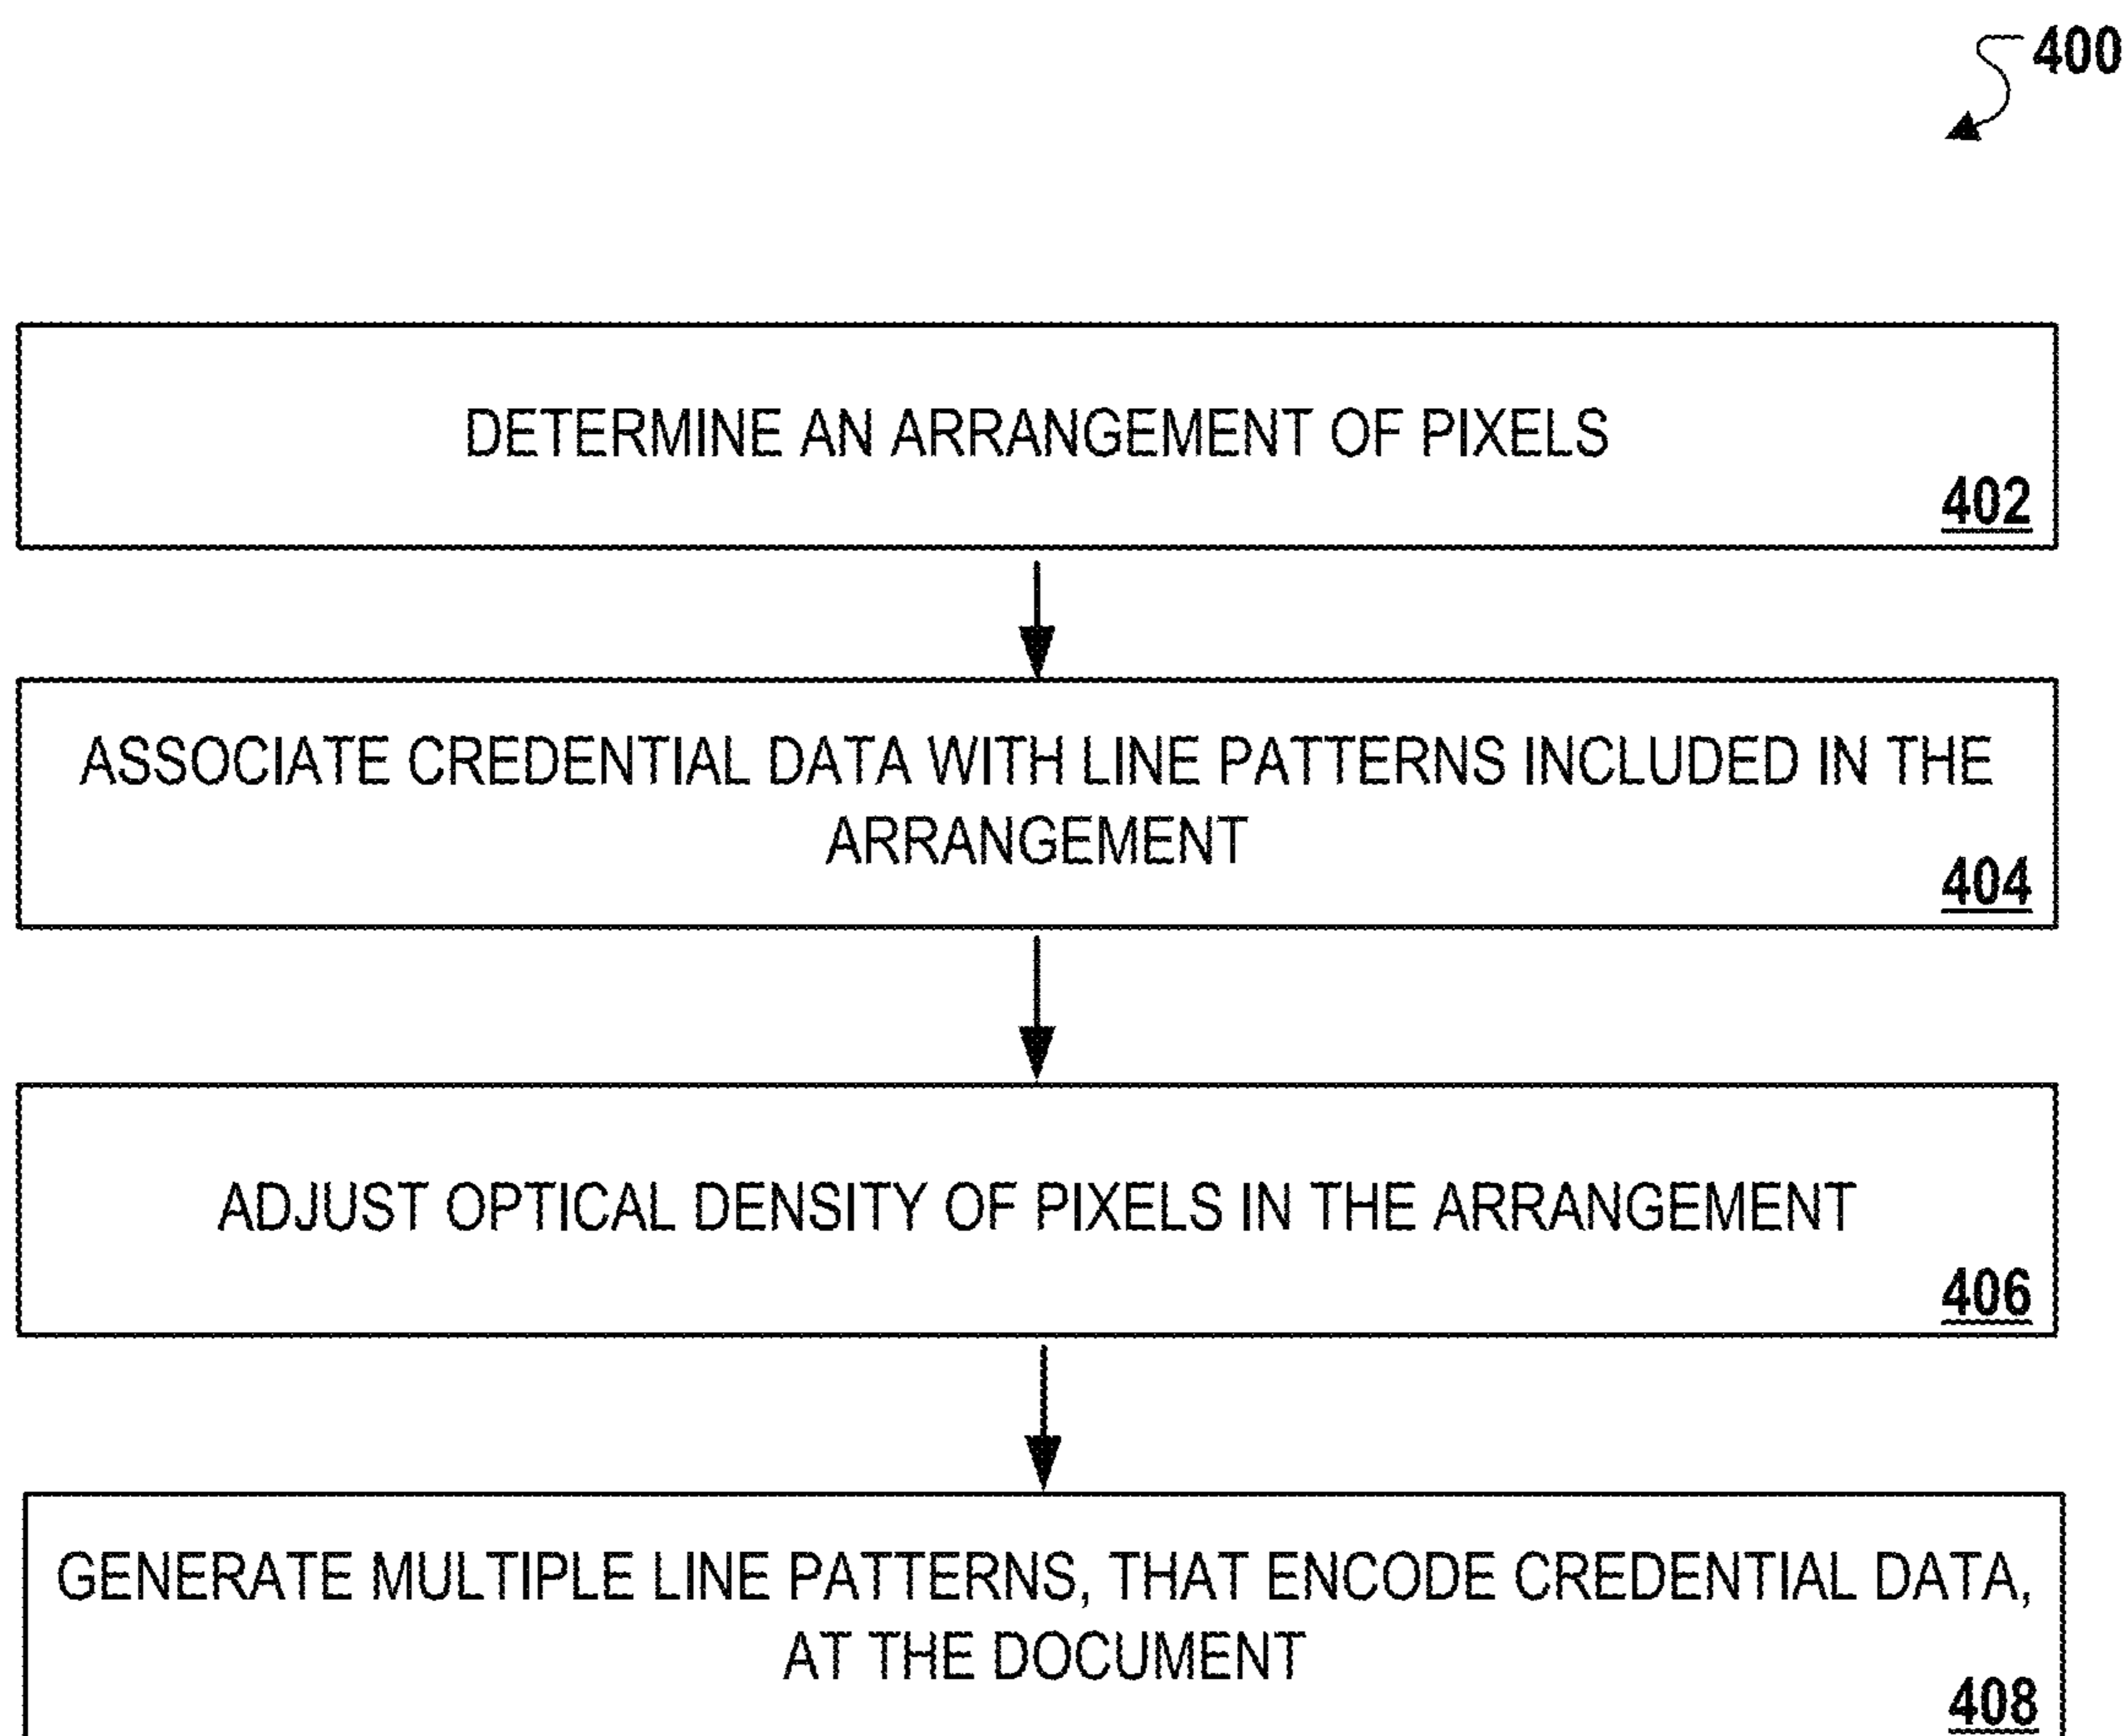 400
DETERMINE AN ARRANGEMENT OF PIXELS
402
ASSOCIATE CREDENTIAL DATA WITH LINE PATTERNS INCLUDED IN THE
ARRANGEMENT
404
ADJUST OPTICAL DENSITY OF PIXELS IN THE ARRANGEMENT
406
GENERATE MULTIPLE LINE PATTERNS, THAT ENCODE CREDENTIAL DATA,
AT THE DOCUMENT
408